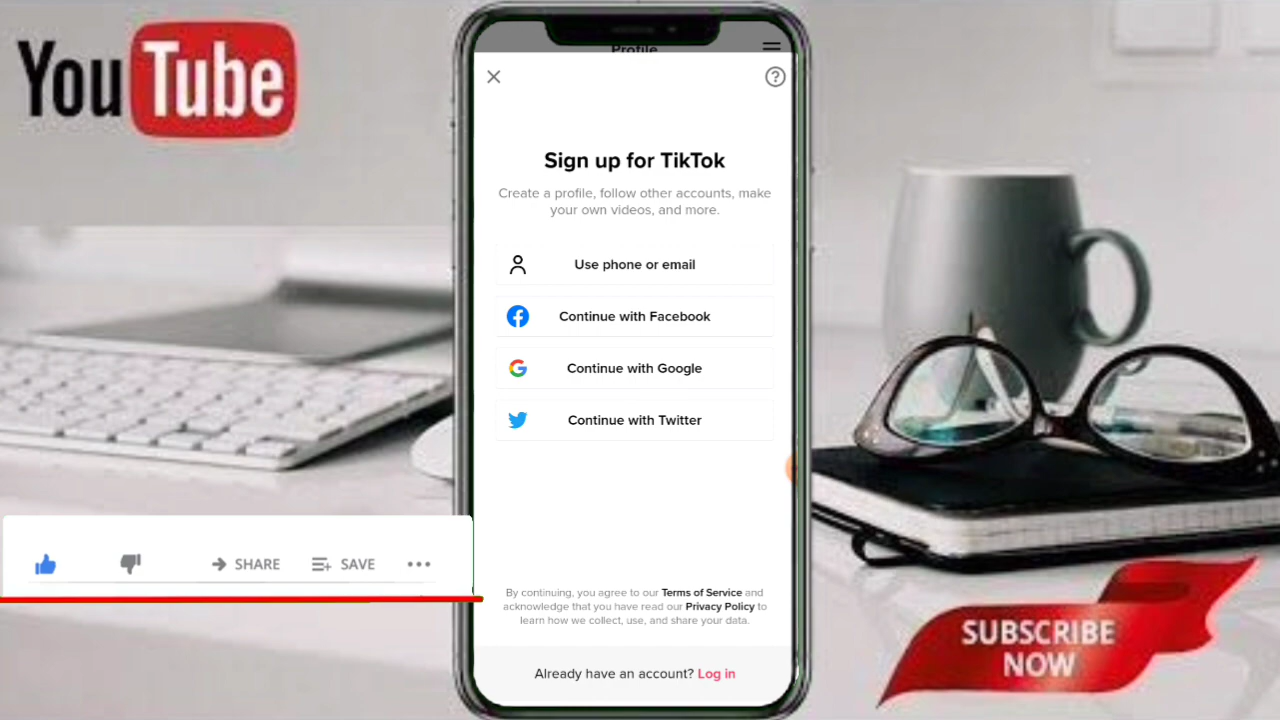 YouTube
Profile
Sign up for TikTok
Create a profile, follow other accounts, make
your own videos, and more.
Use phone or email
Continue with Facebook
Continue with Google
Continue with Twitter
SHARE
SAVE
By continuing, you agree to our Terms of Service and
acknowledge that you have read our Privacy Policy to
learn how we collect, use, and share your data.
Already have an account? Log in
SUBSCRIBE
NOW